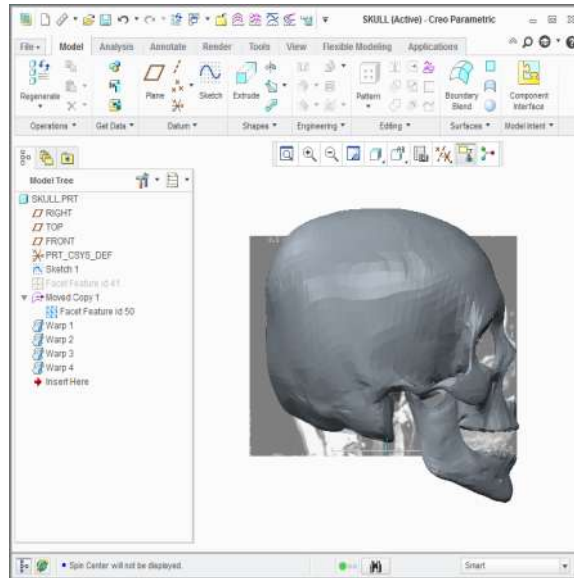 SKULL (Active) - Creo Parametric
File Model Analysis Annotate Render Tools View Flexible Modeling Applications
Regenerate Plane Sketch Extrude Pattern Boundary Blend Component Interface
Operations Get Data Datum Shapes Engineering Editing Surfaces Model Intent
Model Tree
SKULL.PRT
RIGHT
TOP
FRONT
PRT_CSYS_DEF
Sketch 1
Facet Feature id 41
Moved Copy 1
Facet Feature id 50
Warp 1
Warp 2
Warp 3
Warp 4
Insert Here
• Spin Center will not be displayed.
Smart